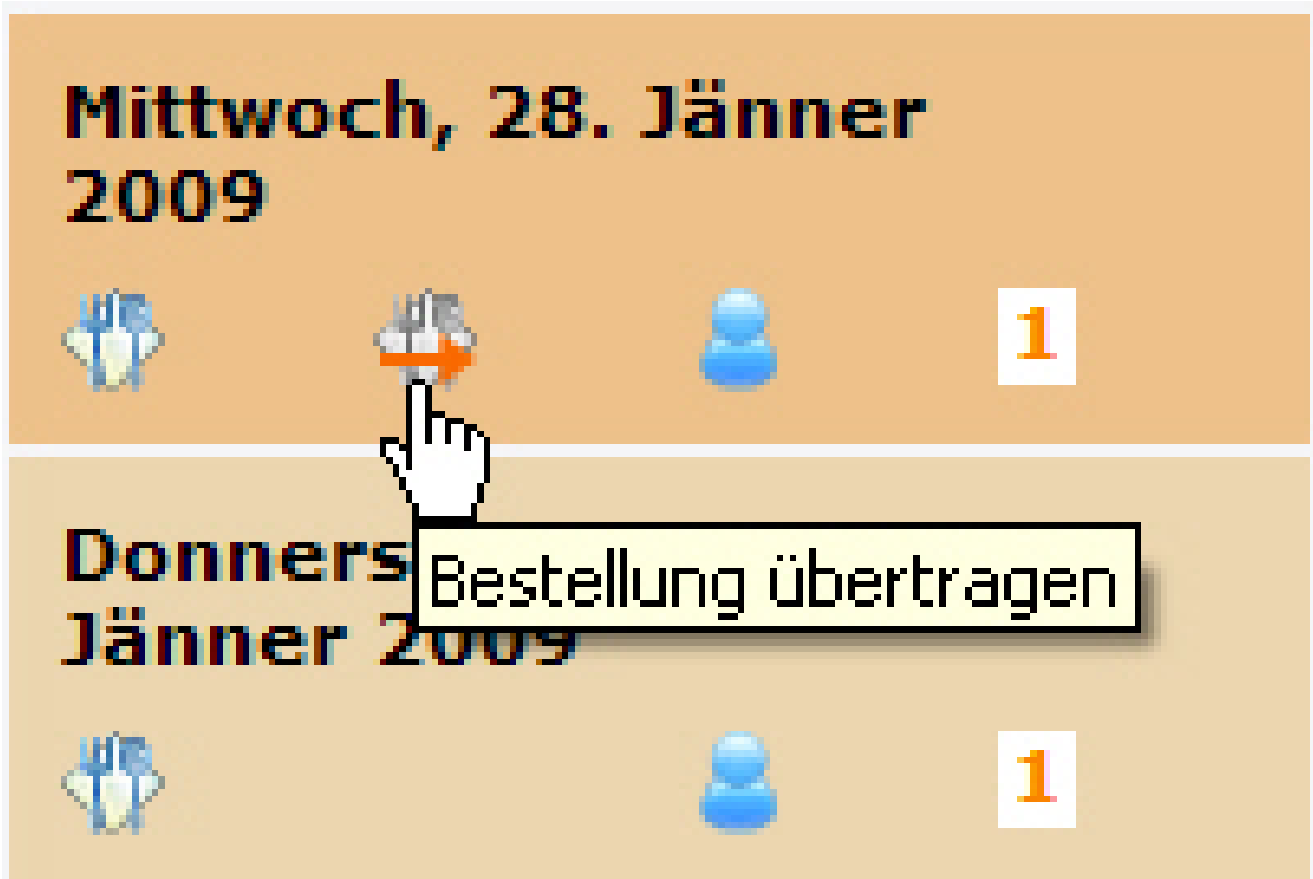 Mittwoch, 28. Jänner
2009
1
Donners
Bestellung übertragen
Jänner 2009
1